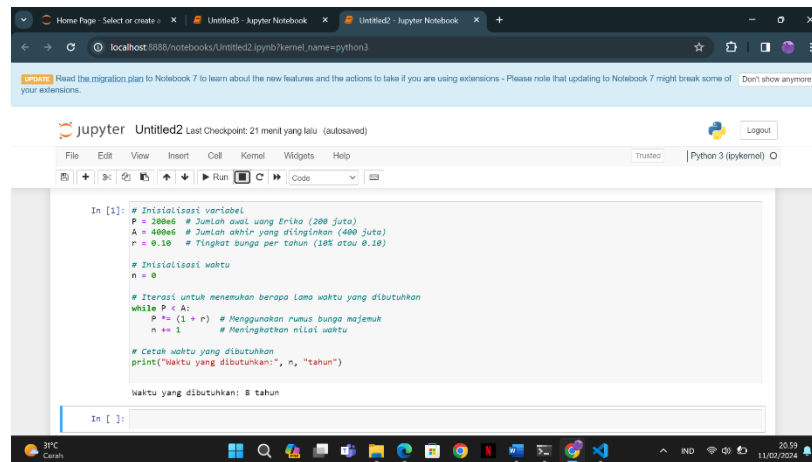 Home Page - Select or create a
Untitled3 - Jupyter Notebook
Untitled2 - Jupyter Notebook
localhost:8888/notebooks/Untitled2.ipynb?kernel_name=python3
UPDATE Read the migration plan to Notebook 7 to learn about the new features and the actions to take if you are using extensions - Please note that updating to Notebook 7 might break some of your extensions.
Don't show anymore
jupyter Untitled2 Last Checkpoint: 21 menit yang lalu (autosaved)
Logout
File Edit View Insert Cell Kernel Widgets Help
Trusted Python 3 (ipykernel)
Run Code
In [1]: # Inisialisasi variabel
P = 200e6 # Jumlah awal uang Erika (200 juta)
A = 400e6 # Jumlah akhir yang diinginkan (400 juta)
r = 0.10 # Tingkat bunga per tahun (10% atau 0.10)
# Inisialisasi waktu
n = 0
# Iterasi untuk menemukan berapa lama waktu yang dibutuhkan
while P < A:
P *= (1 + r) # Menggunakan rumus bunga majemuk
n += 1 # Meningkatkan nilai waktu
# Cetak waktu yang dibutuhkan
print("Waktu yang dibutuhkan:", n, "tahun")
Waktu yang dibutuhkan: 8 tahun
In [ ]:
31°C
Cerah
IND
20.59
11/02/2024